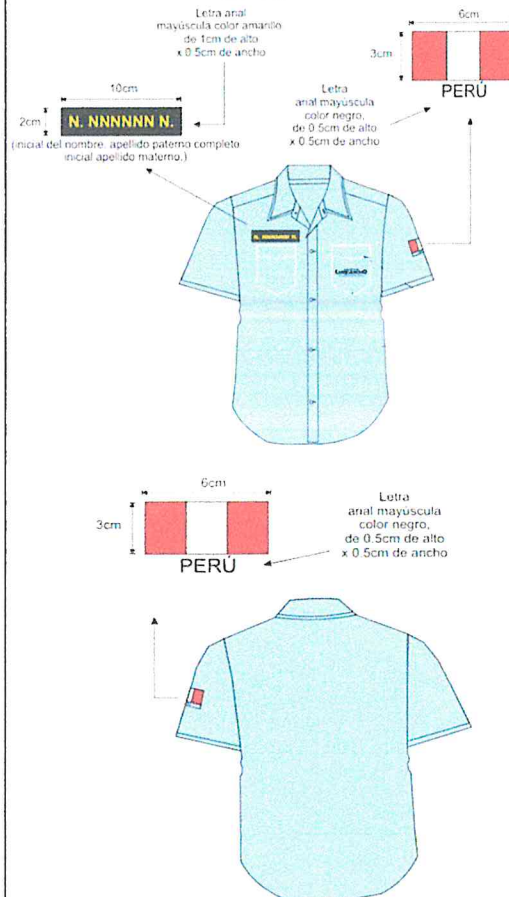 Letra arial
mayúscula color amarillo
de 1cm de alto
x 0.5cm de ancho
10cm
2cm
N. NNNNNN N.
(inicial del nombre, apellido paterno completo
inicial apellido materno.)
6cm
3cm
PERÚ
Letra
arial mayúscula
color negro,
de 0.5cm de alto
x 0.5cm de ancho
N. NNNNNN N.
6cm
3cm
PERÚ
Letra
arial mayúscula
color negro,
de 0.5cm de alto
x 0.5cm de ancho